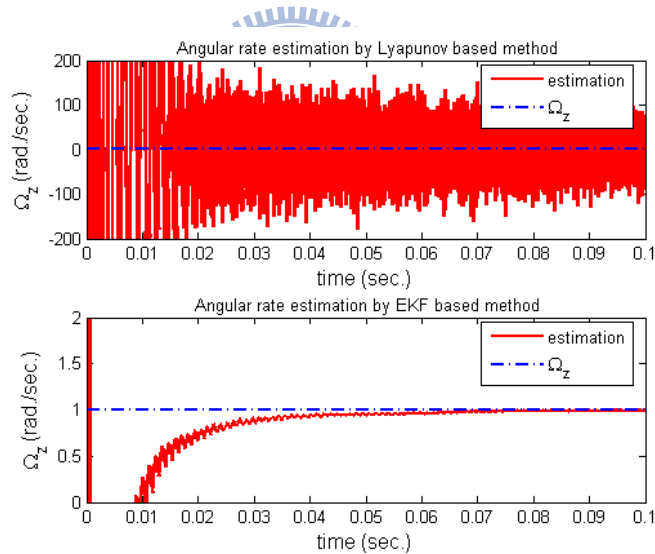 Angular rate estimation by Lyapunov based method
200
100
0
-100
-200
Ω_z (rad./sec.)
estimation
Ω_z
0 0.01 0.02 0.03 0.04 0.05 0.06 0.07 0.08 0.09 0.1
time (sec.)
Angular rate estimation by EKF based method
2
1.5
1
0.5
0
Ω_z (rad./sec.)
estimation
Ω_z
0 0.01 0.02 0.03 0.04 0.05 0.06 0.07 0.08 0.09 0.1
time (sec.)